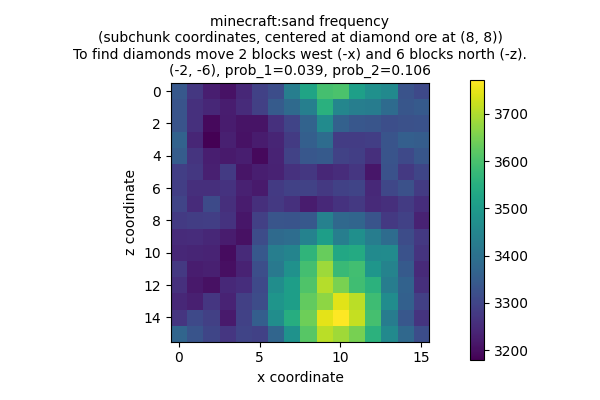 minecraft:sand frequency
(subchunk coordinates, centered at diamond ore at (8, 8))
To find diamonds move 2 blocks west (-x) and 6 blocks north (-z).
(-2, -6), prob_1=0.039, prob_2=0.106
0
2
4
6
8
10
12
14
z coordinate
0 5 10 15
x coordinate
3700
3600
3500
3400
3300
3200